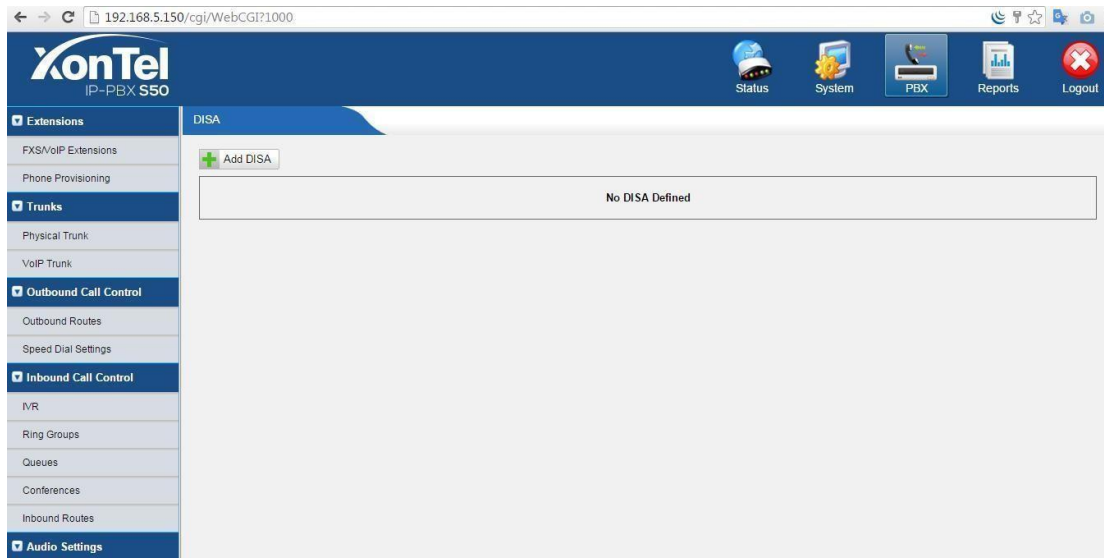 192.168.5.150/cgi/WebCGI?1000
XonTel
IP-PBX S50
Status
System
PBX
Reports
Logout
Extensions
DISA
FXS/VoIP Extensions
Add DISA
Phone Provisioning
No DISA Defined
Trunks
Physical Trunk
VoIP Trunk
Outbound Call Control
Outbound Routes
Speed Dial Settings
Inbound Call Control
IVR
Ring Groups
Queues
Conferences
Inbound Routes
Audio Settings